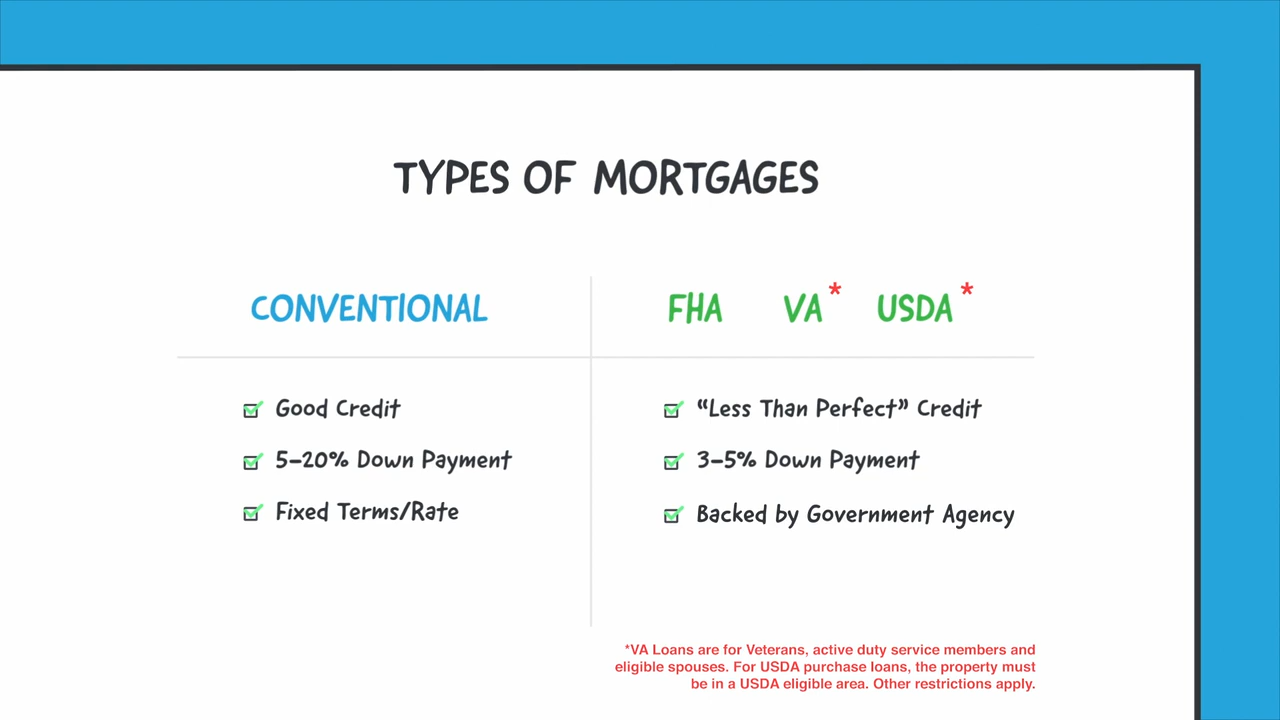 TYPES OF MORTGAGES
CONVENTIONAL
Good Credit
5-20% Down Payment
Fixed Terms/Rate
FHA VA* USDA*
“Less Than Perfect” Credit
3-5% Down Payment
Backed by Government Agency
*VA Loans are for Veterans, active duty service members and
eligible spouses. For USDA purchase loans, the property must
be in a USDA eligible area. Other restrictions apply.